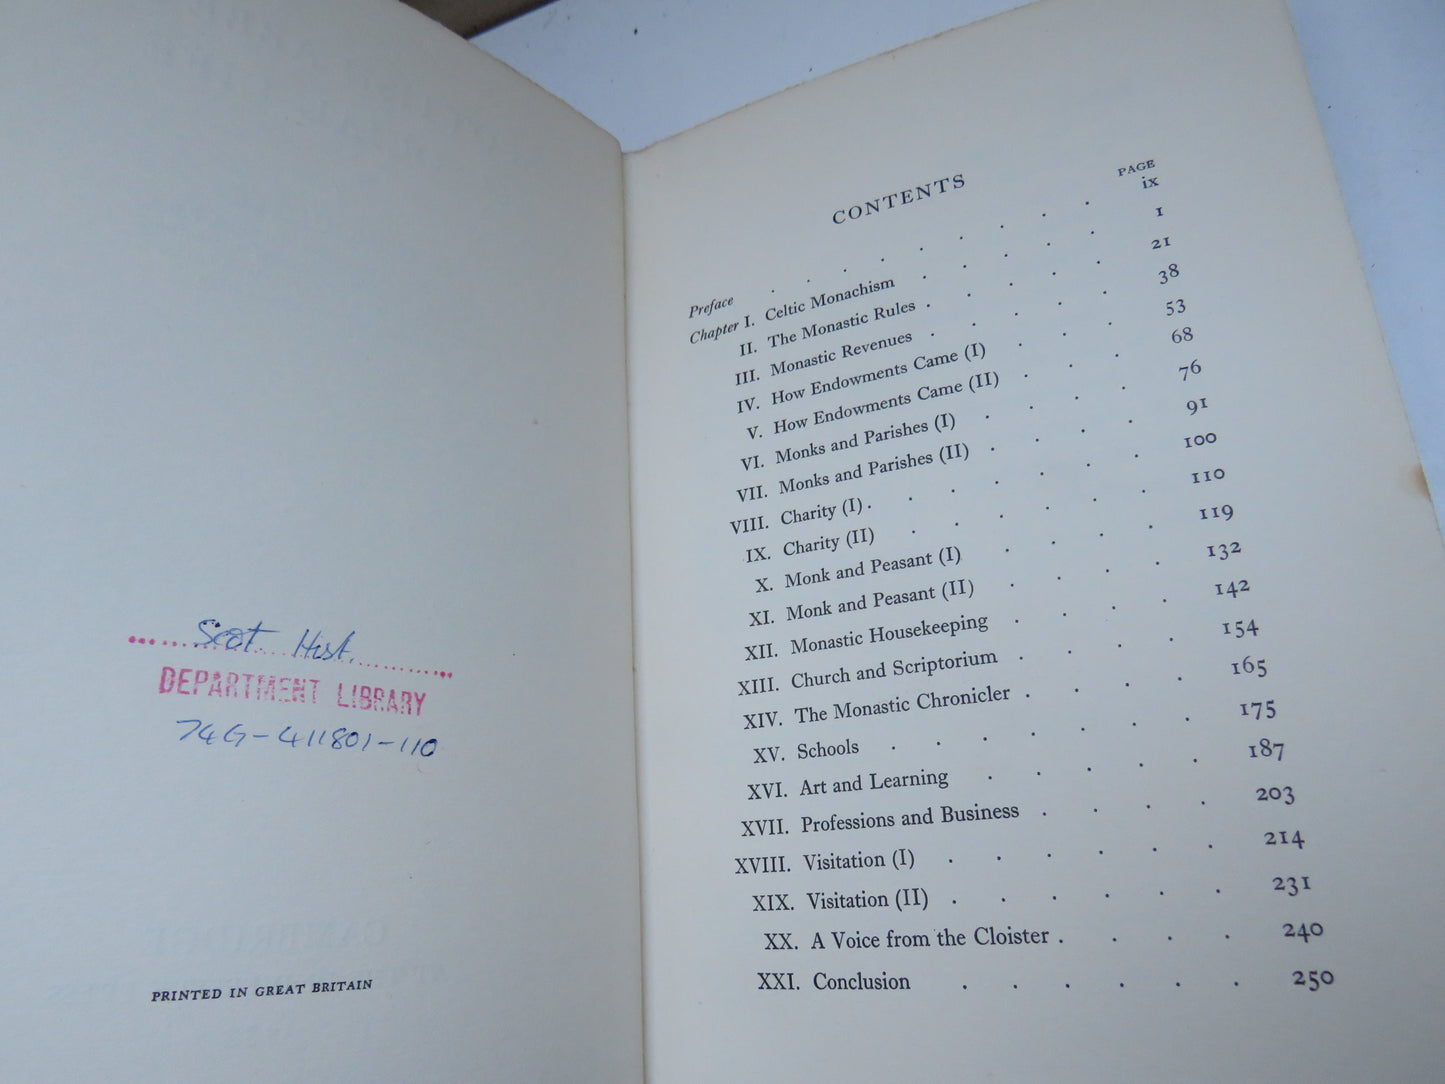 Scot. Hist.
DEPARTMENT LIBRARY
74G-411801-110
CAMBRIDGE
PRINTED IN GREAT BRITAIN
CONTENTS
PAGE
Preface . . . . . . . . ix
Chapter I. Celtic Monachism . . . . . 1
II. The Monastic Rules . . . . . 21
III. Monastic Revenues . . . . . 38
IV. How Endowments Came (I) . . . 53
V. How Endowments Came (II) . . . 68
VI. Monks and Parishes (I) . . . . 76
VII. Monks and Parishes (II) . . . . 91
VIII. Charity (I) . . . . . . 100
IX. Charity (II) . . . . . . 110
X. Monk and Peasant (I) . . . . 119
XI. Monk and Peasant (II) . . . . 132
XII. Monastic Housekeeping . . . . 142
XIII. Church and Scriptorium . . . . 154
XIV. The Monastic Chronicler . . . . 165
XV. Schools . . . . . . . 175
XVI. Art and Learning . . . . . 187
XVII. Professions and Business . . . . 203
XVIII. Visitation (I) . . . . . . 214
XIX. Visitation (II) . . . . . . 231
XX. A Voice from the Cloister . . . . 240
XXI. Conclusion . . . . . . 250